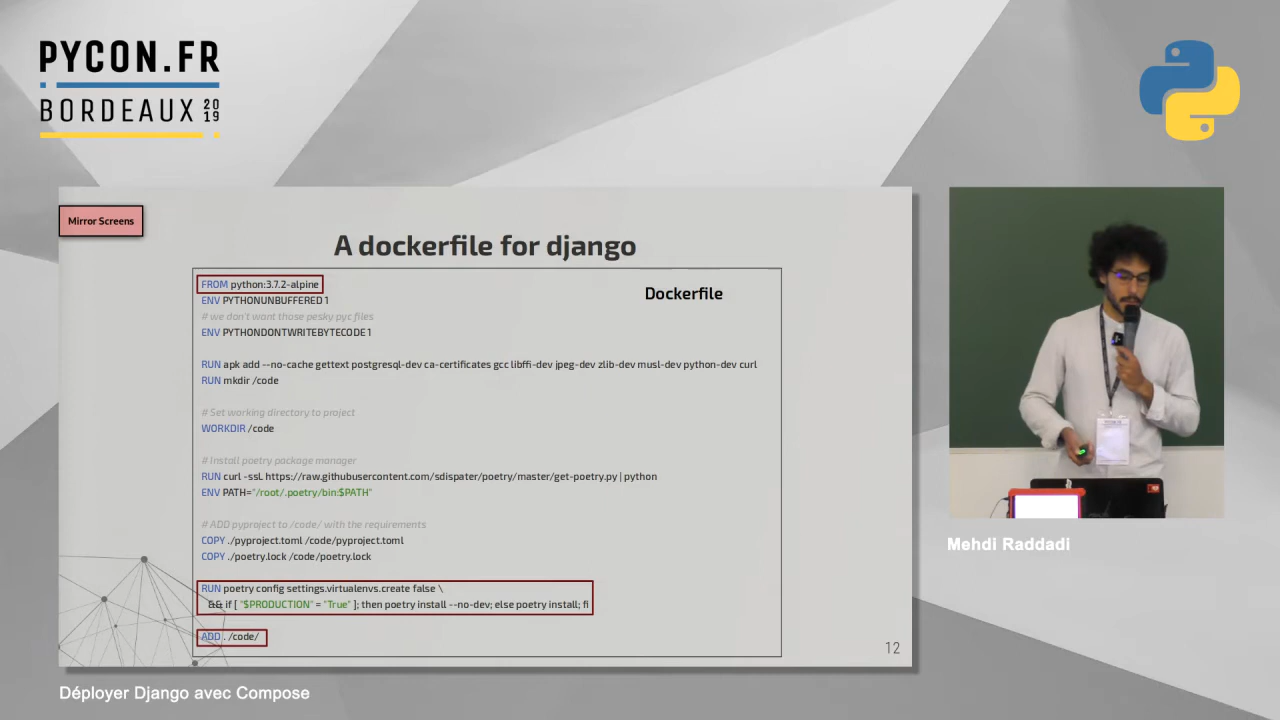 PYCON.FR
BORDEAUX 2019
Mirror Screens
A dockerfile for django
Dockerfile
FROM python:3.7.2-alpine
ENV PYTHONUNBUFFERED 1
# we don't want those pesky pyc files
ENV PYTHONDONTWRITEBYTECODE 1
RUN apk add --no-cache gettext postgresql-dev ca-certificates gcc libffi-dev jpeg-dev zlib-dev musl-dev python-dev curl
RUN mkdir /code
# Set working directory to project
WORKDIR /code
# Install poetry package manager
RUN curl -sSL https://raw.githubusercontent.com/sdispater/poetry/master/get-poetry.py | python
ENV PATH="/root/.poetry/bin:$PATH"
# ADD pyproject to /code/ with the requirements
COPY ./pyproject.toml /code/pyproject.toml
COPY ./poetry.lock /code/poetry.lock
RUN poetry config settings.virtualenvs.create false \
&& if [ "$PRODUCTION" = "True" ]; then poetry install --no-dev; else poetry install; fi
ADD . /code/
12
Mehdi Raddadi
Déployer Django avec Compose